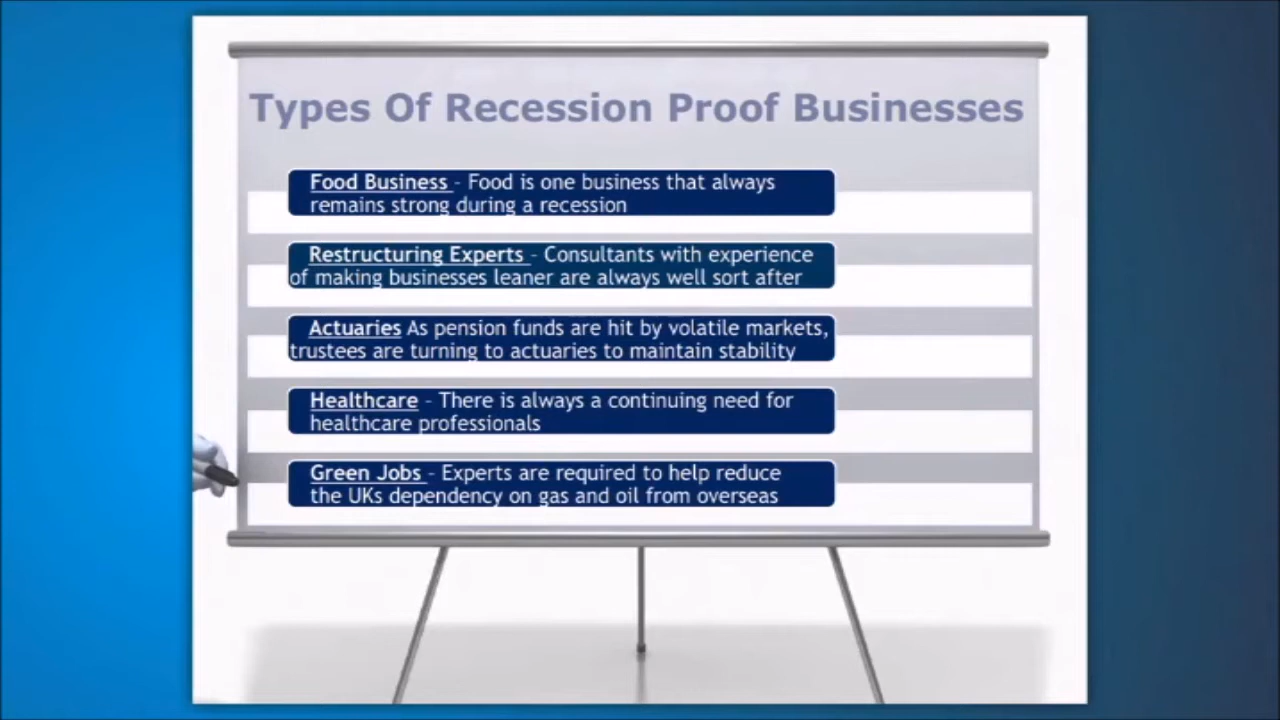 Types Of Recession Proof Businesses
Food Business - Food is one business that always
remains strong during a recession
Restructuring Experts - Consultants with experience
of making businesses leaner are always well sort after
Actuaries As pension funds are hit by volatile markets,
trustees are turning to actuaries to maintain stability
Healthcare - There is always a continuing need for
healthcare professionals
Green Jobs - Experts are required to help reduce
the UKs dependency on gas and oil from overseas